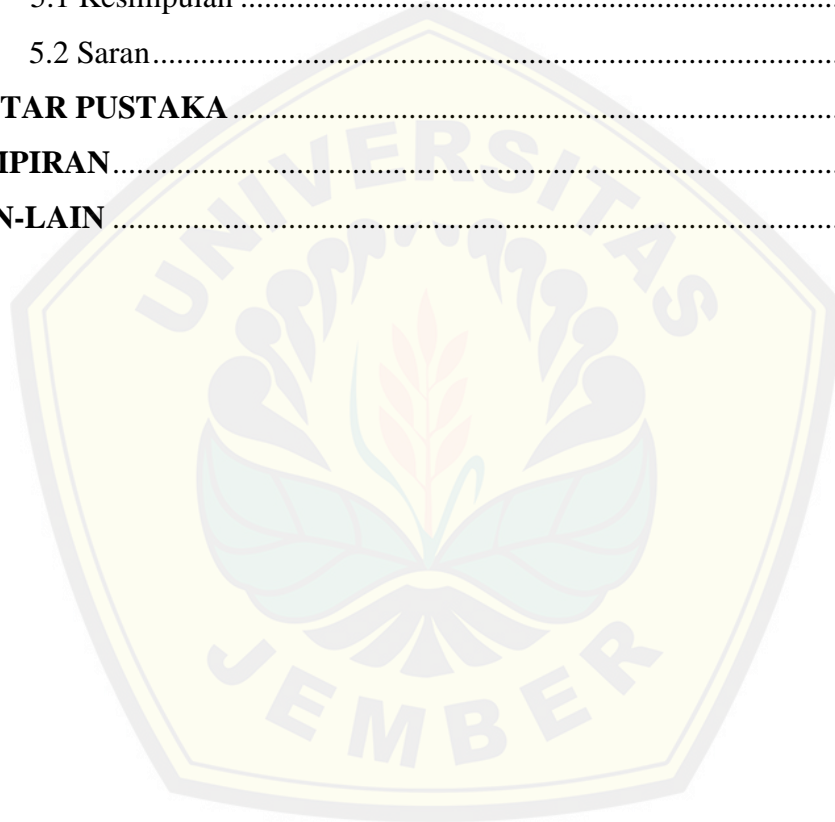 5.1 Kesimpulan ........................................................................................
5.2 Saran....................................................................................................
TAR PUSTAKA ...................................................................................
IPIRAN...................................................................................................
N-LAIN ...................................................................................................
UNIVERSITAS
JEMBER